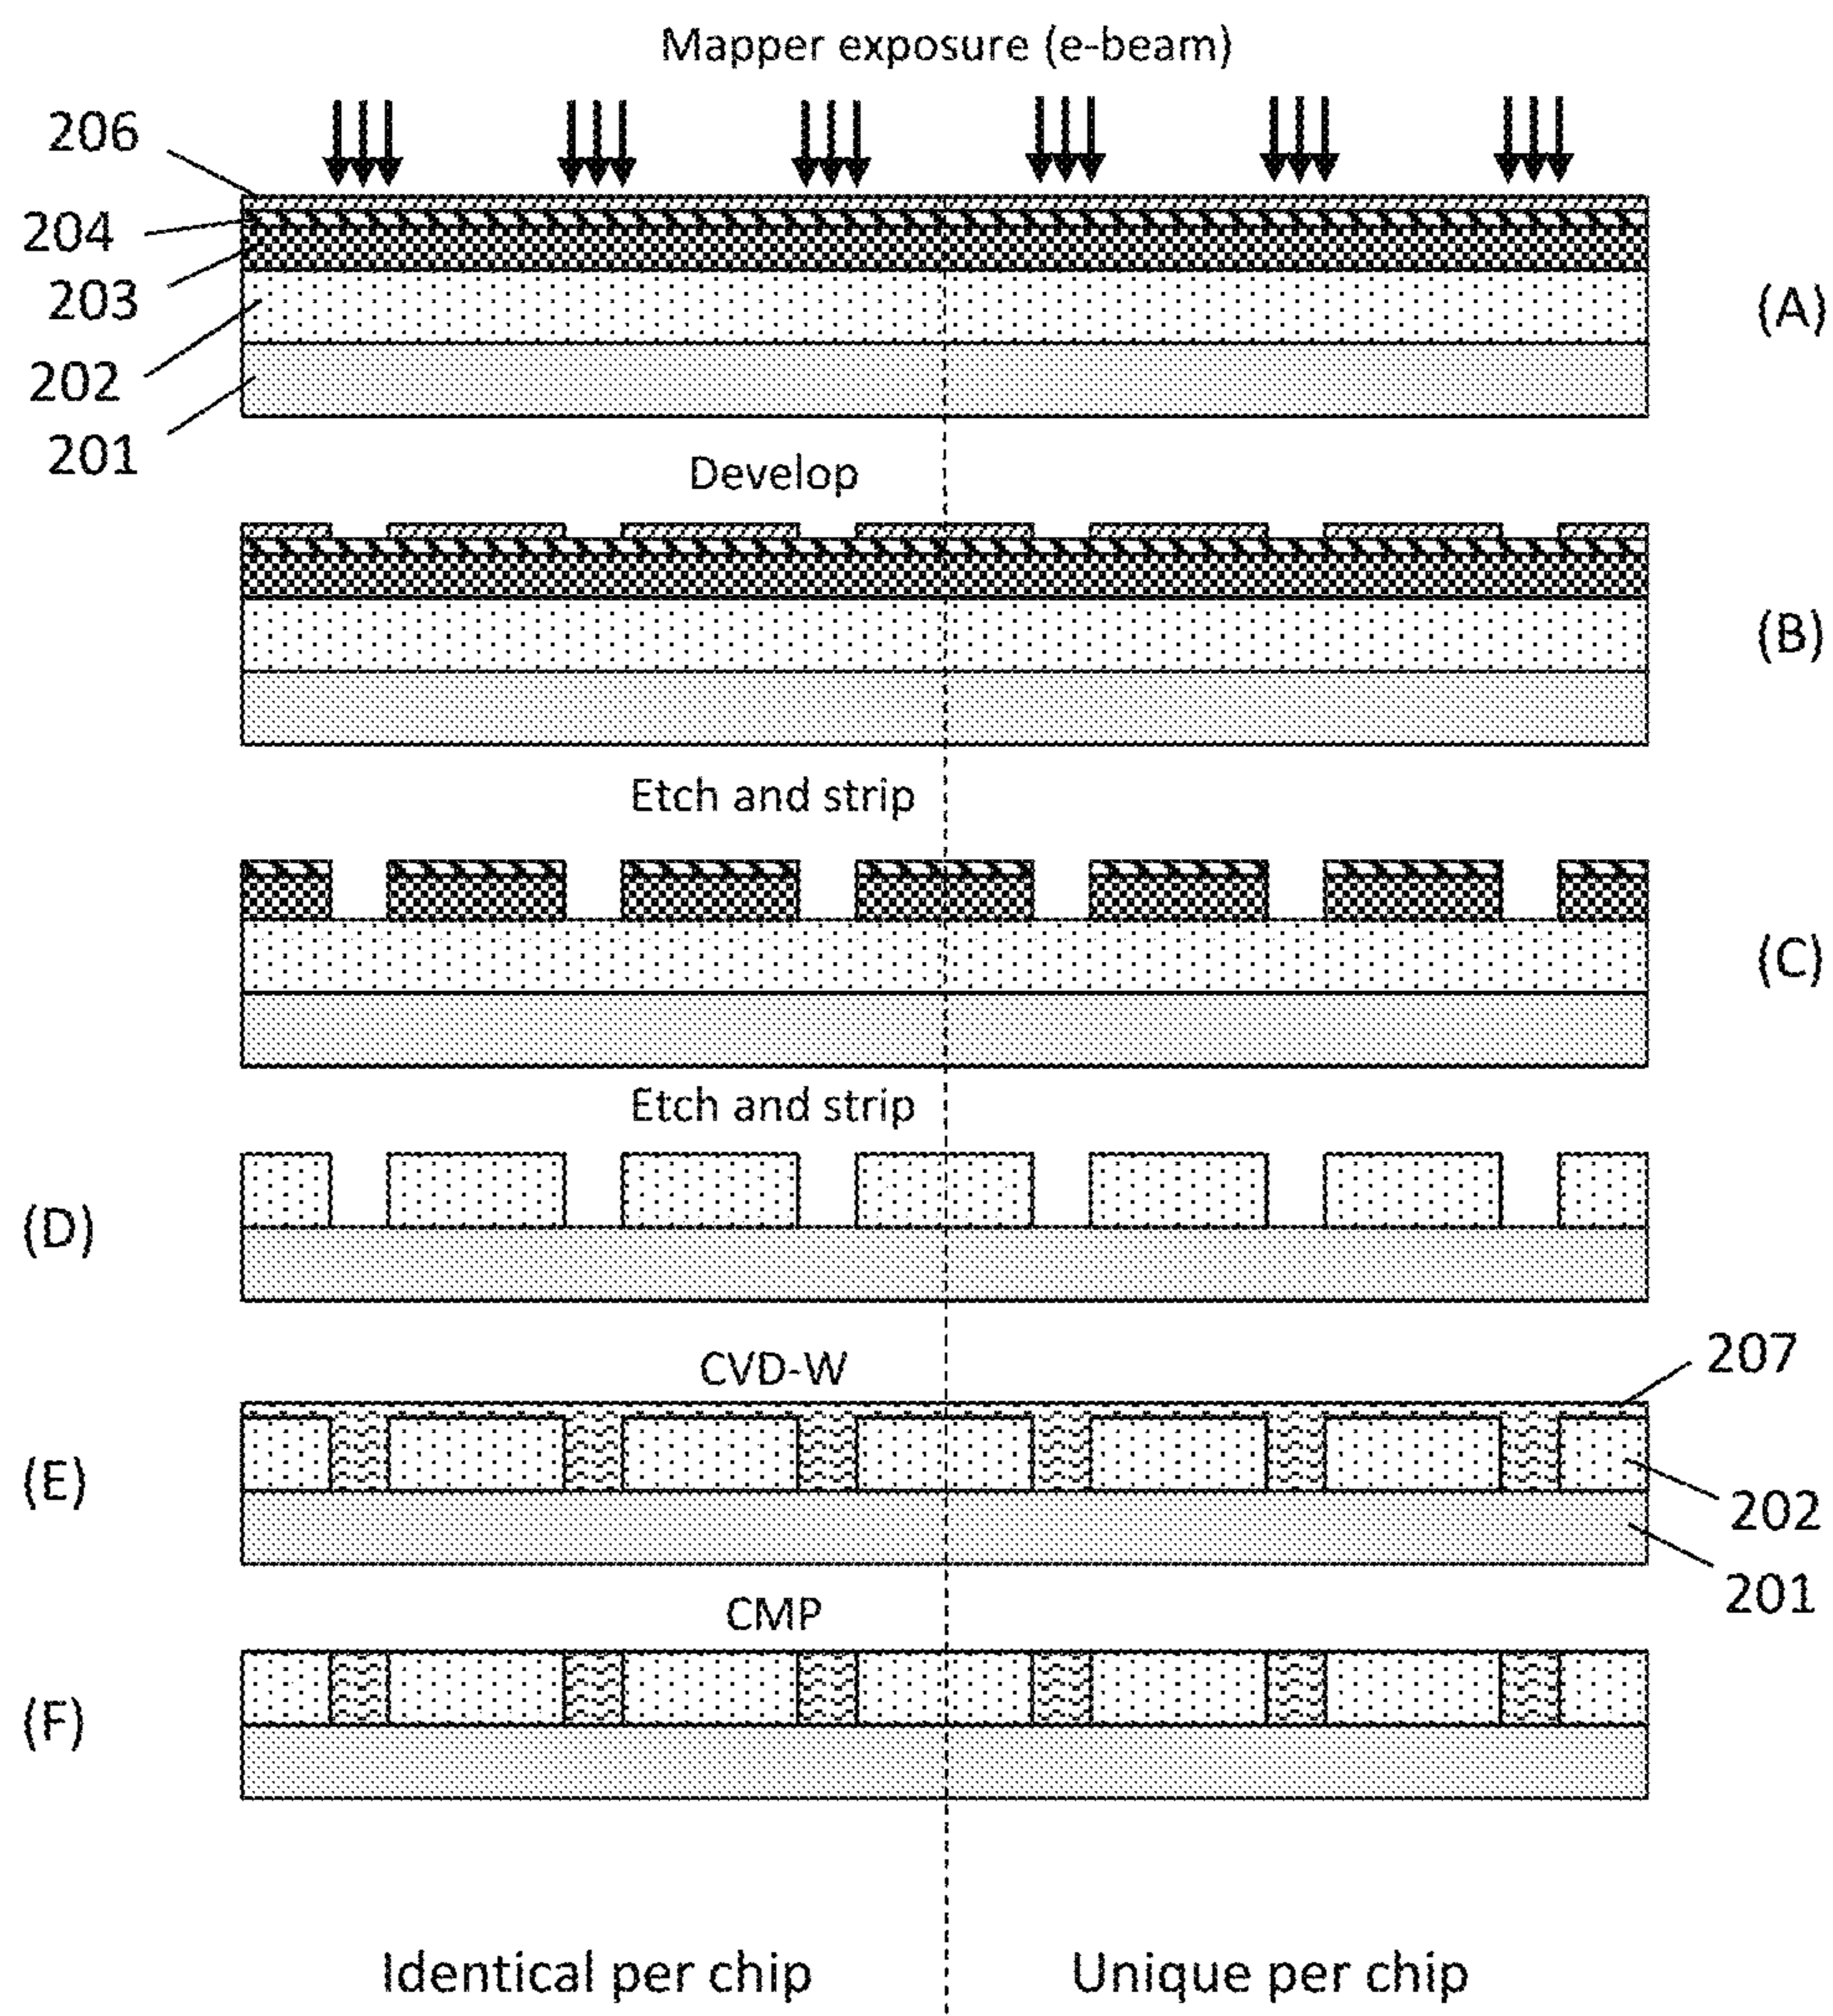 Mapper exposure (e-beam)
206
204
203
202
201
(A)
Develop
(B)
Etch and strip
(C)
Etch and strip
(D)
CVD-W
207
(E)
202
201
CMP
(F)
Identical per chip
Unique per chip